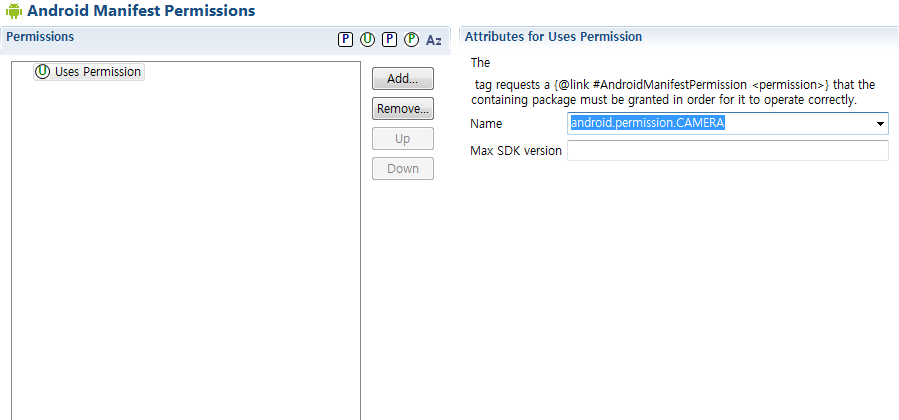 Android Manifest Permissions
Permissions
P U P P Az
Attributes for Uses Permission
U Uses Permission
Add...
Remove...
Up
Down
The
tag requests a {@link #AndroidManifestPermission <permission>} that the
containing package must be granted in order for it to operate correctly.
Name android.permission.CAMERA
Max SDK version